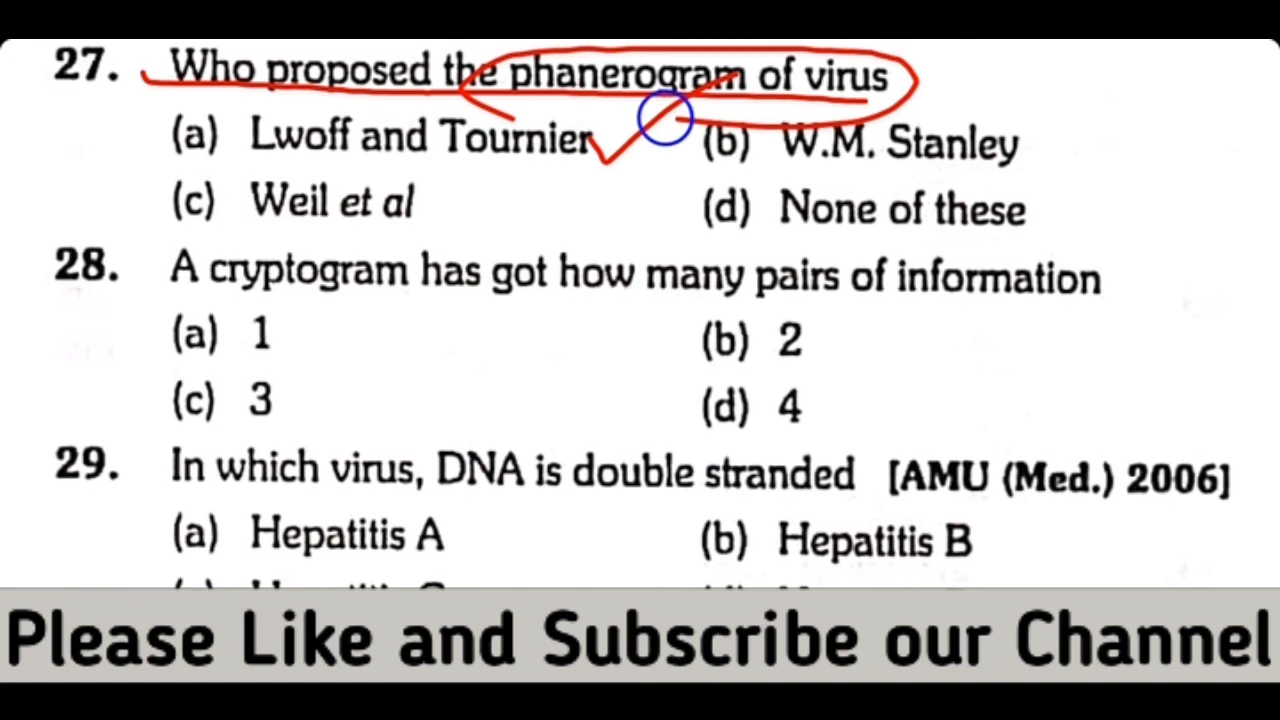 27. Who proposed the phanerogram of virus
(a) Lwoff and Tournier (b) W.M. Stanley
(c) Weil et al (d) None of these
28. A cryptogram has got how many pairs of information
(a) 1 (b) 2
(c) 3 (d) 4
29. In which virus, DNA is double stranded [AMU (Med.) 2006]
(a) Hepatitis A (b) Hepatitis B
Please Like and Subscribe our Channel